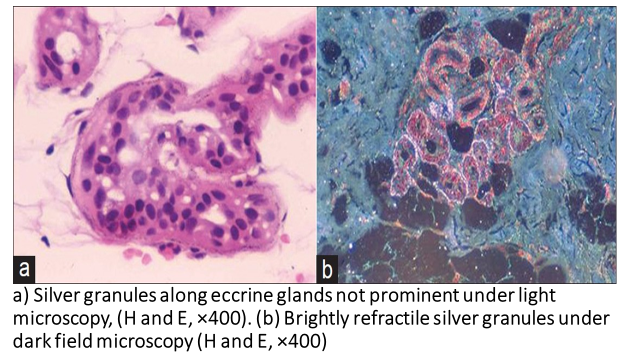 a
b
a) Silver granules along eccrine glands not prominent under light
microscopy, (H and E, ×400). (b) Brightly refractile silver granules under
dark field microscopy (H and E, ×400)